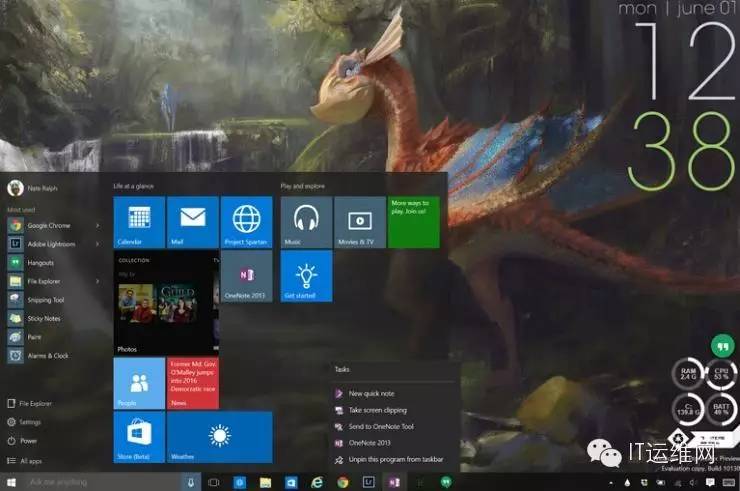 mon | june 01
12
38
Nate Ralph
Most used
Google Chrome
Adobe Lightroom
Hangouts
File Explorer
Snipping Tool
Sticky Notes
Paint
Alarms & Clock
File Explorer
Settings
Power
All apps
Life at a glance
Calendar
Mail
Project Spartan
COLLECTION
My tv
TV
THE GUILD
Photos
OneNote 2013
People
Former Md. Gov.
O'Malley jumps
into 2016
Democratic race
News
Store (Beta)
Weather
Play and explore
Music
Movies & TV
More ways to
play. Join us!
Get started!
Tasks
New quick note
Take screen clipping
Send to OneNote Tool
OneNote 2013
Unpin this program from taskbar
RAM
2.4 G
CPU
53 %
C:
139.8 G
BATT
49 %
IT运维网
Preview
Evaluation copy. Build 10130
Ask me anything